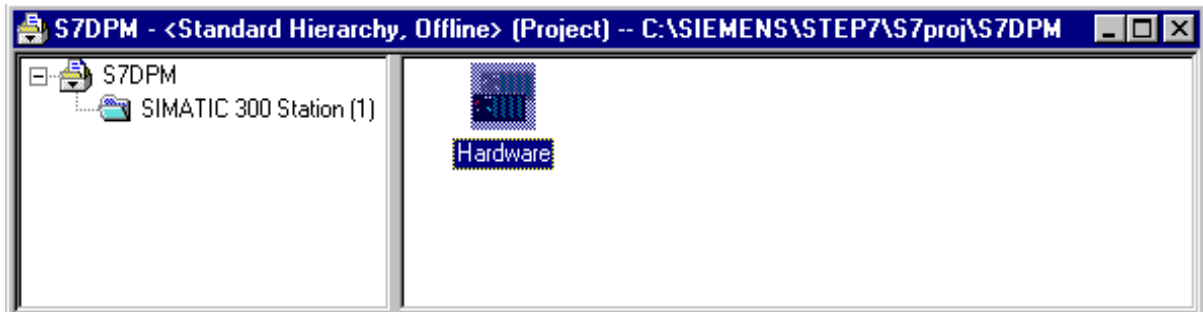 S7DPM - <Standard Hierarchy, Offline> (Project) -- C:\SIEMENS\STEP7\S7proj\S7DPM
S7DPM
SIMATIC 300 Station (1)
Hardware